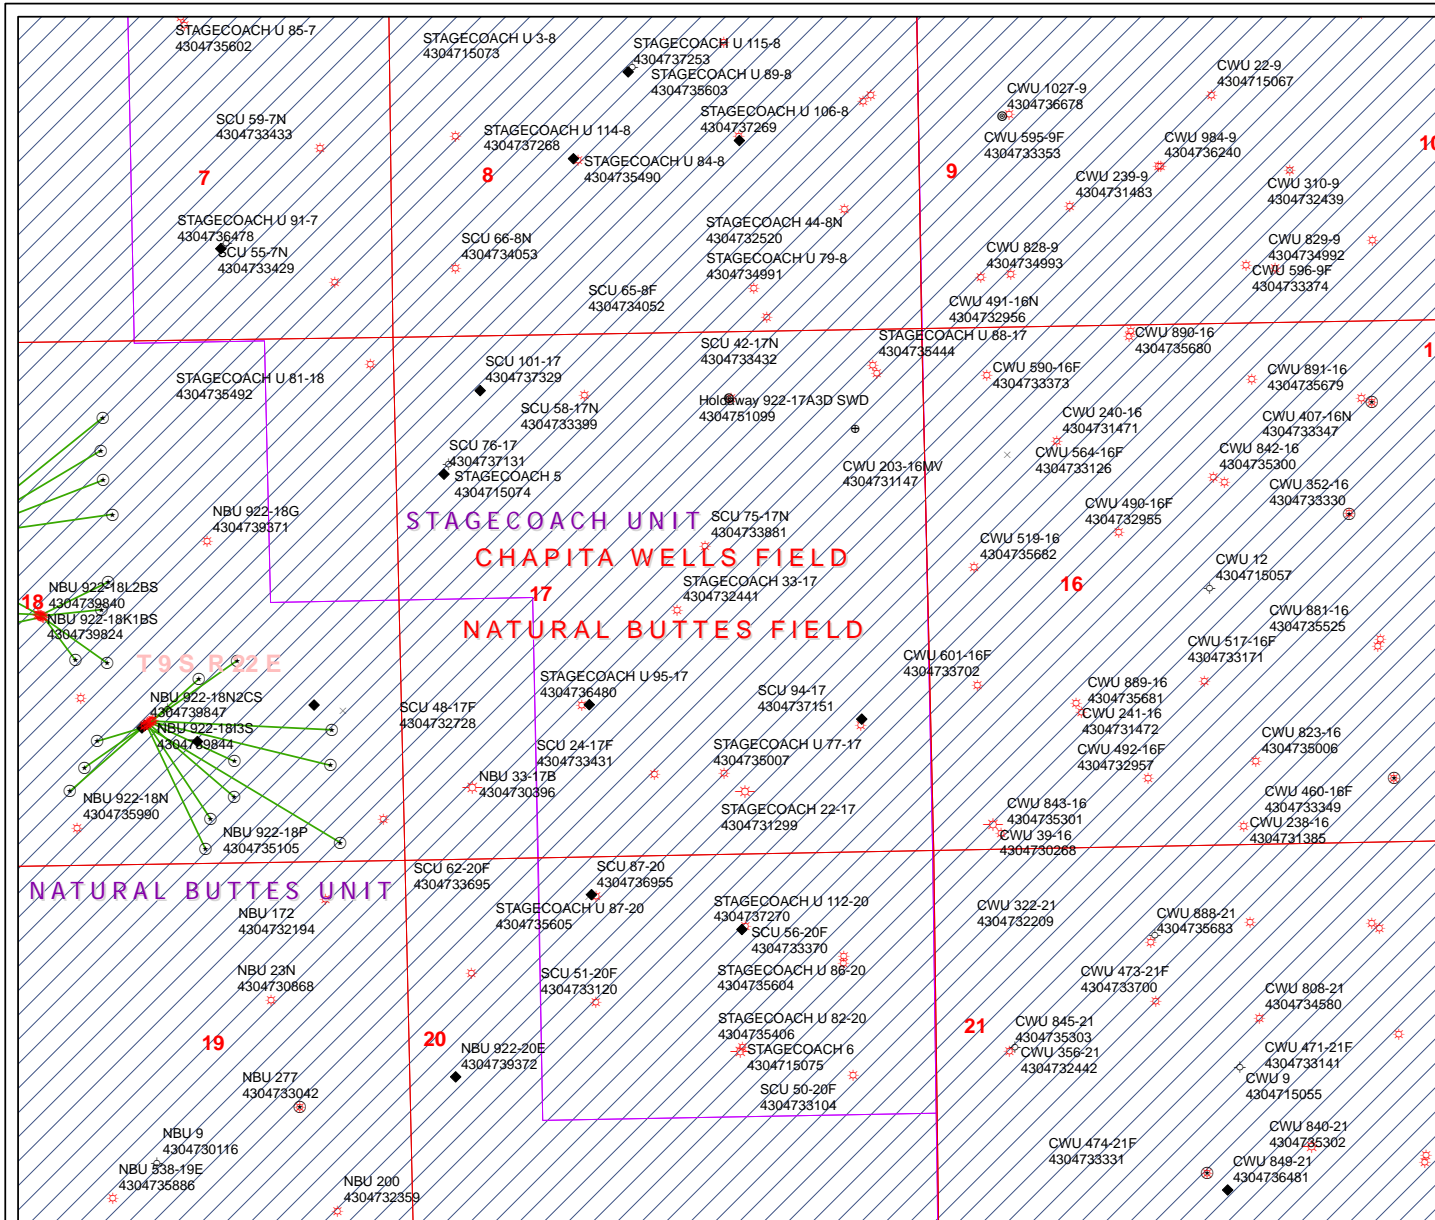 STAGECOACH U 85-7
4304735602
STAGECOACH U 3-8
4304715073
STAGECOACH U 115-8
4304737253
STAGECOACH U 89-8
4304735603
CWU 22-9
4304715067
CWU 1027-9
4304736678
SCU 59-7N
4304733433
STAGECOACH U 114-8
4304737268
STAGECOACH U 106-8
4304737269
CWU 595-9F
4304733353
CWU 984-9
4304736240
10
7
8
STAGECOACH U 84-8
4304735490
9
CWU 239-9
4304731483
CWU 310-9
4304732439
STAGECOACH U 91-7
4304736478
SCU 55-7N
4304733429
SCU 66-8N
4304734053
STAGECOACH 44-8N
4304732520
STAGECOACH U 79-8
4304734991
CWU 828-9
4304734993
CWU 829-9
4304734992
CWU 596-9F
4304733374
SCU 65-8F
4304734052
CWU 491-16N
4304732956
SCU 42-17N
4304733432
STAGECOACH U 88-17
4304735444
CWU 890-16
4304735680
1
STAGECOACH U 81-18
4304735492
SCU 101-17
4304737329
CWU 590-16F
4304733373
CWU 891-16
4304735679
SCU 58-17N
4304733399
Holdaway 922-17A3D SWD
4304751099
CWU 240-16
4304731471
CWU 407-16N
4304733347
SCU 76-17
4304737131
STAGECOACH 5
4304715074
CWU 203-16MV
4304731147
CWU 564-16F
4304733126
CWU 842-16
4304735300
CWU 352-16
4304733330
NBU 922-18G
4304739371
STAGECOACH UNIT
SCU 75-17N
4304733881
CWU 490-16F
4304732955
CWU 519-16
4304735682
CHAPITA WELLS FIELD
CWU 12
4304715057
18
NBU 922-18L2BS
4304739840
NBU 922-18K1BS
4304739824
17
STAGECOACH 33-17
4304732441
16
NATURAL BUTTES FIELD
CWU 881-16
4304735525
CWU 517-16F
4304733171
T 9 S R 22 E
CWU 601-16F
4304733702
NBU 922-18N2CS
4304739847
NBU 922-18I3S
4304739844
STAGECOACH U 95-17
4304736480
SCU 94-17
4304737151
CWU 889-16
4304735681
CWU 241-16
4304731472
SCU 48-17F
4304732728
SCU 24-17F
4304733431
STAGECOACH U 77-17
4304735007
CWU 492-16F
4304732957
CWU 823-16
4304735006
NBU 922-18N
4304735990
NBU 33-17B
4304730396
STAGECOACH 22-17
4304731299
CWU 843-16
4304735301
CWU 39-16
4304730268
CWU 460-16F
4304733349
CWU 238-16
4304731385
NBU 922-18P
4304735105
SCU 62-20F
4304733695
SCU 87-20
4304736955
NATURAL BUTTES UNIT
NBU 172
4304732194
STAGECOACH U 87-20
4304735605
STAGECOACH U 112-20
4304737270
SCU 56-20F
4304733370
CWU 322-21
4304732209
CWU 888-21
4304735683
NBU 23N
4304730868
SCU 51-20F
4304733120
STAGECOACH U 86-20
4304735604
CWU 473-21F
4304733700
CWU 808-21
4304734580
19
20
STAGECOACH U 82-20
4304735406
STAGECOACH 6
4304715075
21
CWU 845-21
4304735303
CWU 356-21
4304732442
CWU 471-21F
4304733141
NBU 922-20E
4304739372
NBU 277
4304733042
SCU 50-20F
4304733104
CWU 9
4304715055
NBU 9
4304730116
NBU 538-19E
4304735886
CWU 474-21F
4304733331
CWU 840-21
4304735302
CWU 849-21
4304736481
NBU 200
4304732359